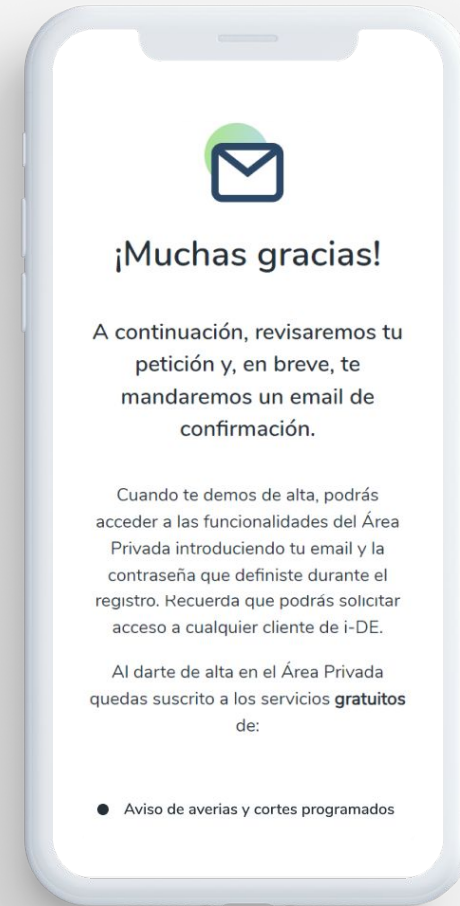 ¡Muchas gracias!
A continuación, revisaremos tu
petición y, en breve, te
mandaremos un email de
confirmación.
Cuando te demos de alta, podrás
acceder a las funcionalidades del Área
Privada introduciendo tu email y la
contraseña que definiste durante el
registro. Recuerda que podrás solicitar
acceso a cualquier cliente de i-DE.
Al darte de alta en el Área Privada
quedas suscrito a los servicios gratuitos
de:
● Aviso de averias y cortes programados